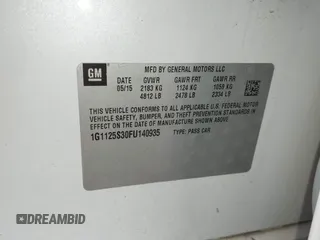 GM
MFD BY GENERAL MOTORS LLC
05/15 GVWR GAWR FRT GAWR RR
2183 KG 1124 KG 1059 KG
4812 LB 2478 LB 2334 LB
THIS VEHICLE CONFORMS TO ALL APPLICABLE U.S. FEDERAL MOTOR
VEHICLE SAFETY, BUMPER, AND THEFT PREVENTION STANDARDS
IN EFFECT ON THE DATE OF MANUFACTURE SHOWN ABOVE.
1G1125S30FU140935 TYPE: PASS CAR
DREAMBID